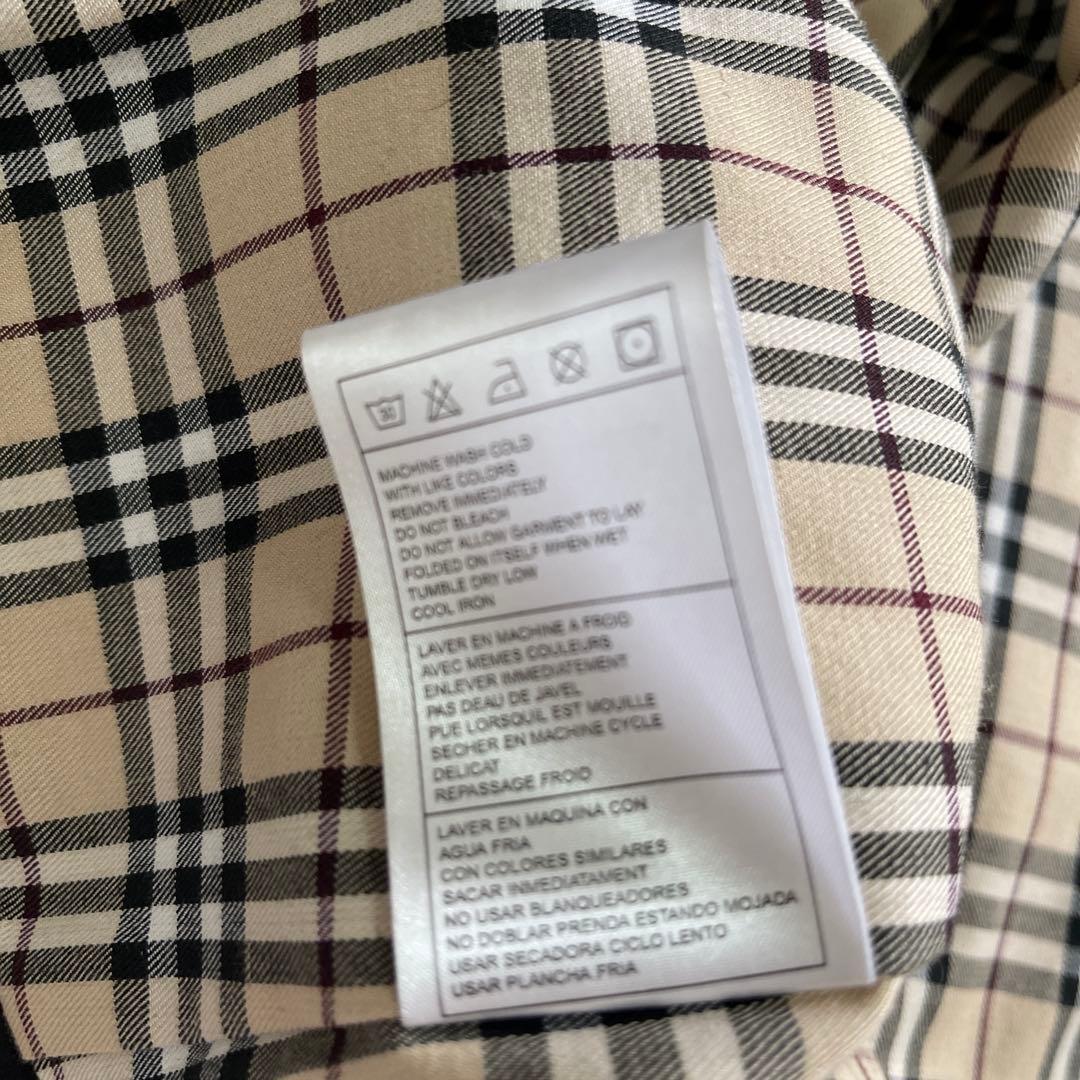 30
MACHINE WASH COLD
WITH LIKE COLORS
REMOVE IMMEDIATELY
DO NOT BLEACH
DO NOT ALLOW GARMENT TO LAY
FOLDED ON ITSELF WHEN WET
TUMBLE DRY LOW
COOL IRON
LAVER EN MACHINE A FROID
AVEC MEMES COULEURS
ENLEVER IMMEDIATEMENT
PAS DEAU DE JAVEL
PUE LORSQUIL EST MOUILLE
SECHER EN MACHINE CYCLE
DELICAT
REPASSAGE FROID
LAVER EN MAQUINA CON
AGUA FRIA
CON COLORES SIMILARES
SACAR INMEDIATAMENT
NO USAR BLANQUEADORES
NO DOBLAR PRENDA ESTANDO MOJADA
USAR SECADORA CICLO LENTO
USAR PLANCHA FRIA